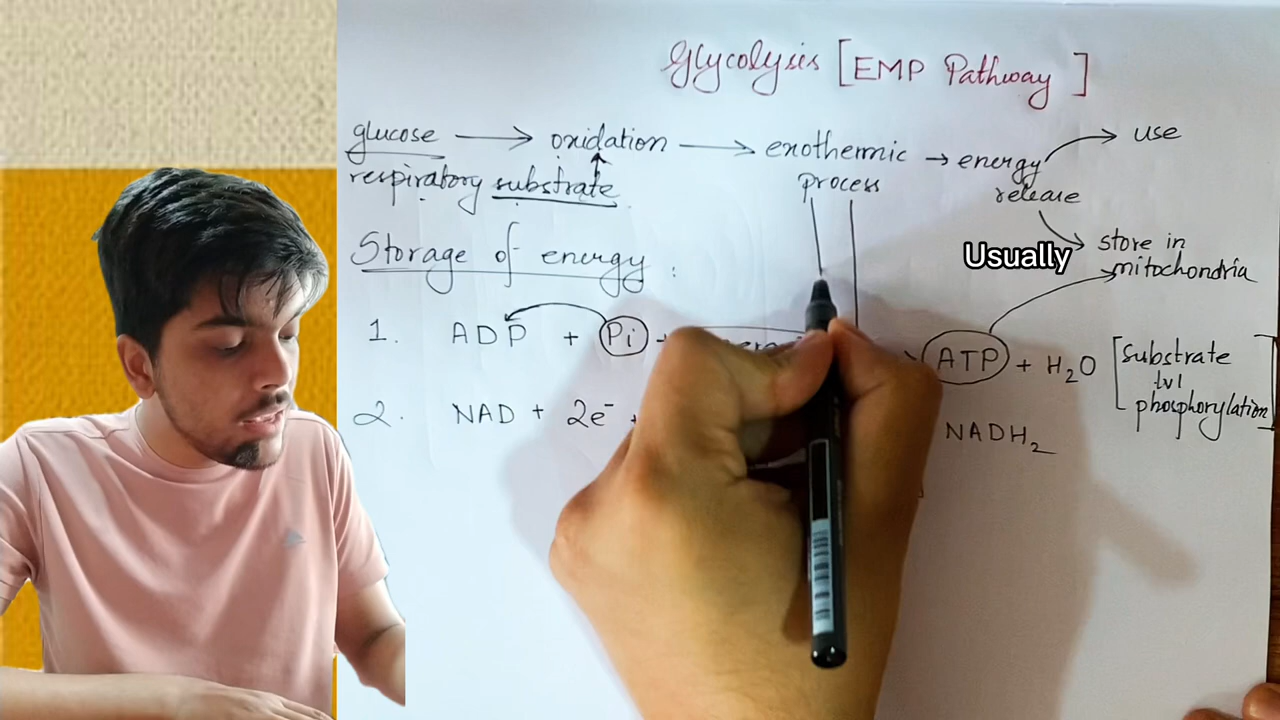 Glycolysis [EMP Pathway]
glucose → oxidation → exothermic process → energy release
use
respiratory substrate
Usually
store in mitochondria
Storage of energy :
1. ADP + Pi + ATP + H2O [substrate lvl phosphorylation]
2. NAD + 2e⁻ + NADH2